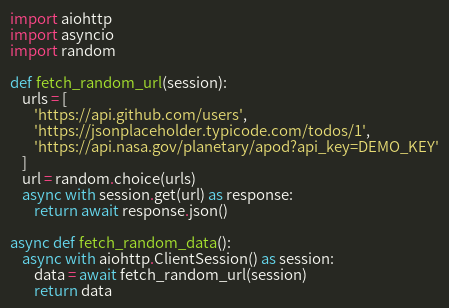 import aiohttp
import asyncio
import random

def fetch_random_url(session):
    urls = [
        'https://api.github.com/users',
        'https://jsonplaceholder.typicode.com/todos/1',
        'https://api.nasa.gov/planetary/apod?api_key=DEMO_KEY'
    ]
    url = random.choice(urls)
    async with session.get(url) as response:
        return await response.json()

async def fetch_random_data():
    async with aiohttp.ClientSession() as session:
        data = await fetch_random_url(session)
        return data